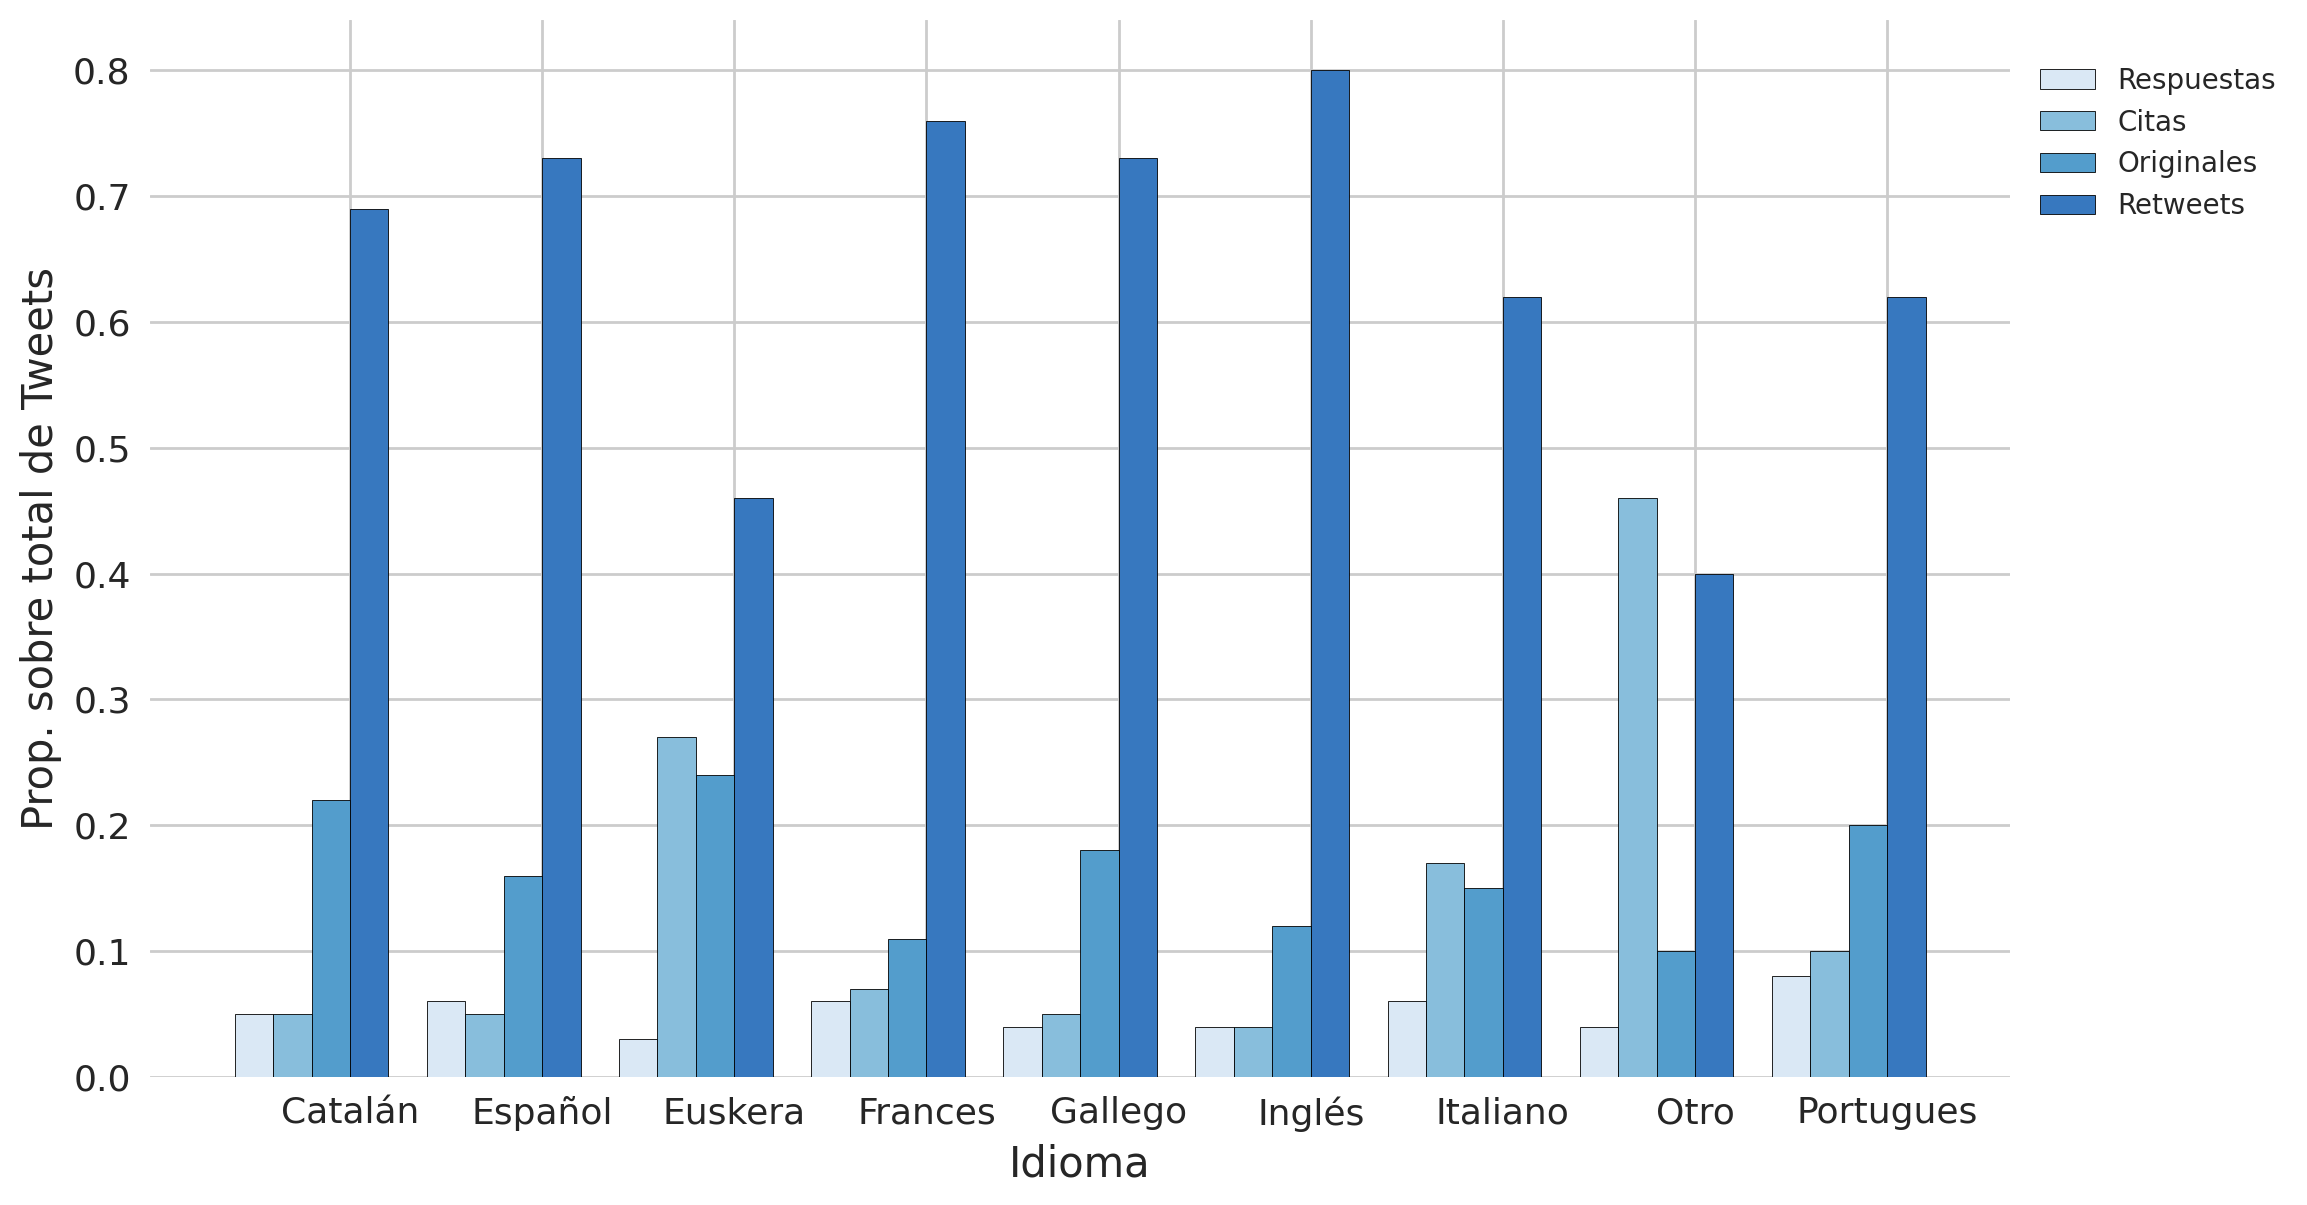 Prop. sobre total de Tweets
0.8
0.7
0.6
0.5
0.4
0.3
0.2
0.1
0.0
Catalán
Español
Euskera
Frances
Gallego
Inglés
Italiano
Otro
Portugues
Idioma
Respuestas
Citas
Originales
Retweets